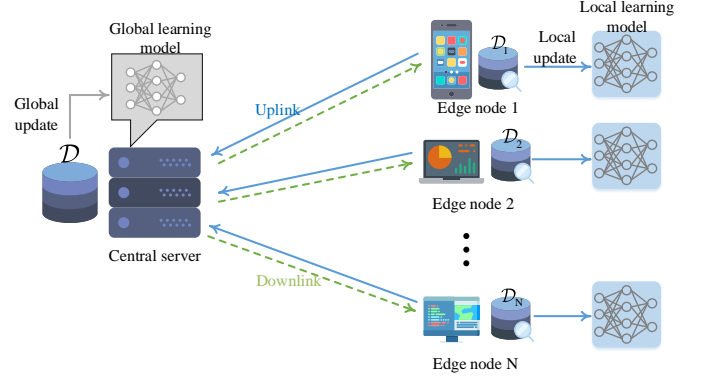 Global learning
model
Global
update
𝒟
Central server
Uplink
Downlink
𝒟1
Edge node 1
Local
update
Local learning
model
𝒟2
Edge node 2
𝒟N
Edge node N